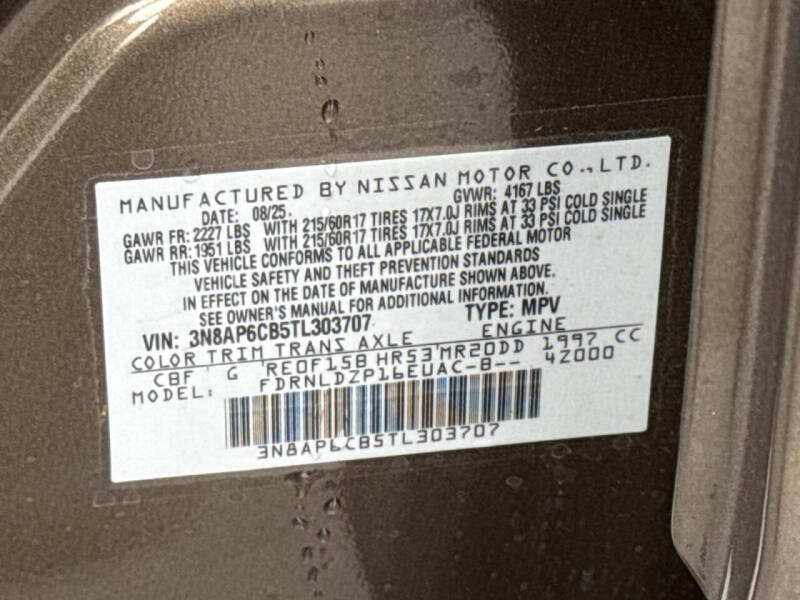 MANUFACTURED BY NISSAN MOTOR CO., LTD.
DATE: 08/25. GVWR: 4167 LBS
GAWR FR: 2227 LBS WITH 215/60R17 TIRES 17X7.0J RIMS AT 33 PSI COLD SINGLE
GAWR RR: 1951 LBS WITH 215/60R17 TIRES 17X7.0J RIMS AT 33 PSI COLD SINGLE
THIS VEHICLE CONFORMS TO ALL APPLICABLE FEDERAL MOTOR
VEHICLE SAFETY AND THEFT PREVENTION STANDARDS
IN EFFECT ON THE DATE OF MANUFACTURE SHOWN ABOVE.
SEE OWNER'S MANUAL FOR ADDITIONAL INFORMATION.
VIN: 3N8AP6CB5TL303707 TYPE: MPV
COLOR TRIM TRANS AXLE ENGINE
CBF G RE0F15B HR53 MR20DD 1997 CC
MODEL: FDRNLDZP16EUAC-B-- 4Z000
3N8AP6CB5TL303707